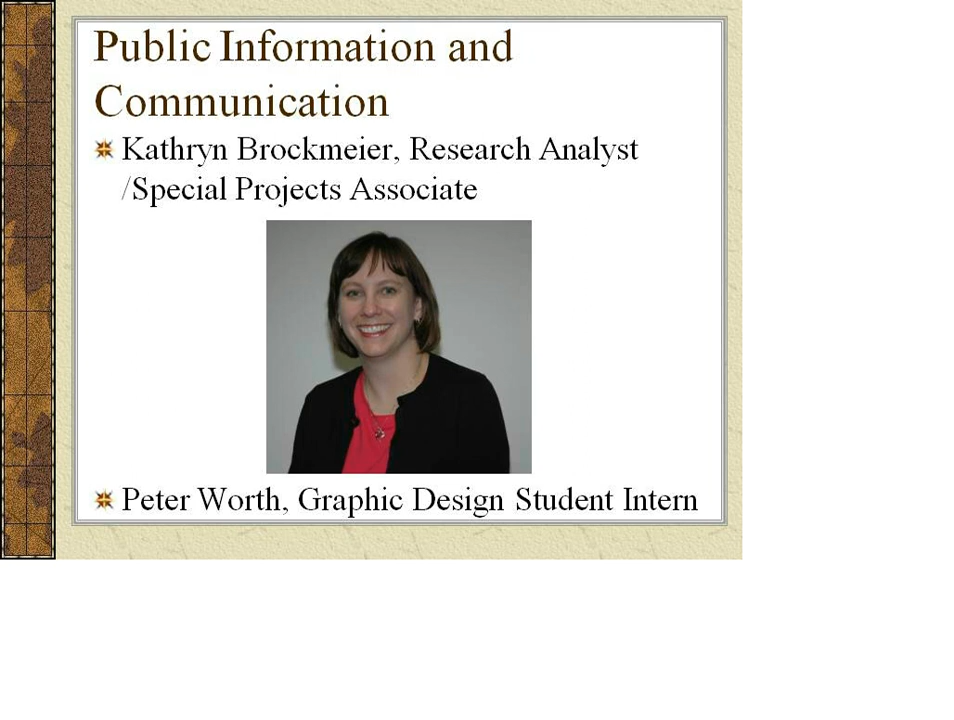 Public Information and
Communication
Kathryn Brockmeier, Research Analyst
/Special Projects Associate
Peter Worth, Graphic Design Student Intern